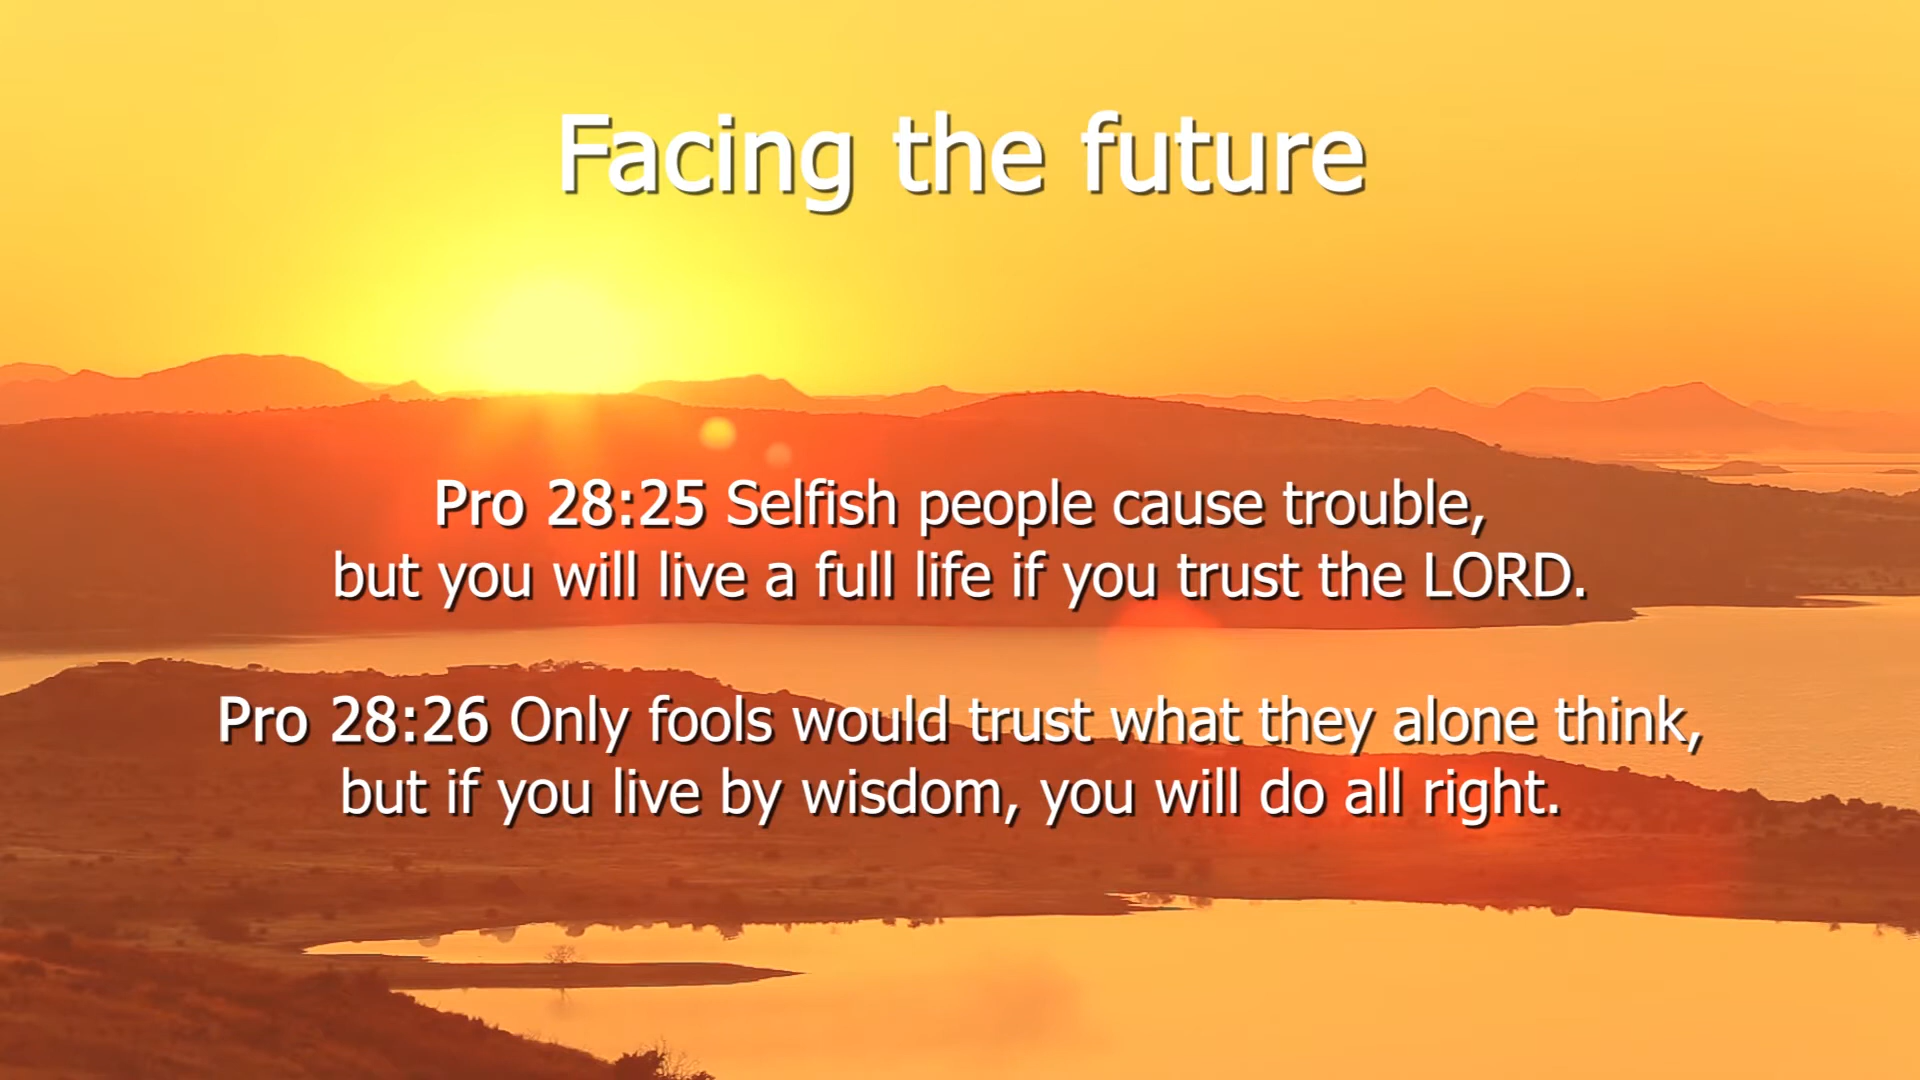 Facing the future
Pro 28:25 Selfish people cause trouble,
but you will live a full life if you trust the LORD.
Pro 28:26 Only fools would trust what they alone think,
but if you live by wisdom, you will do all right.